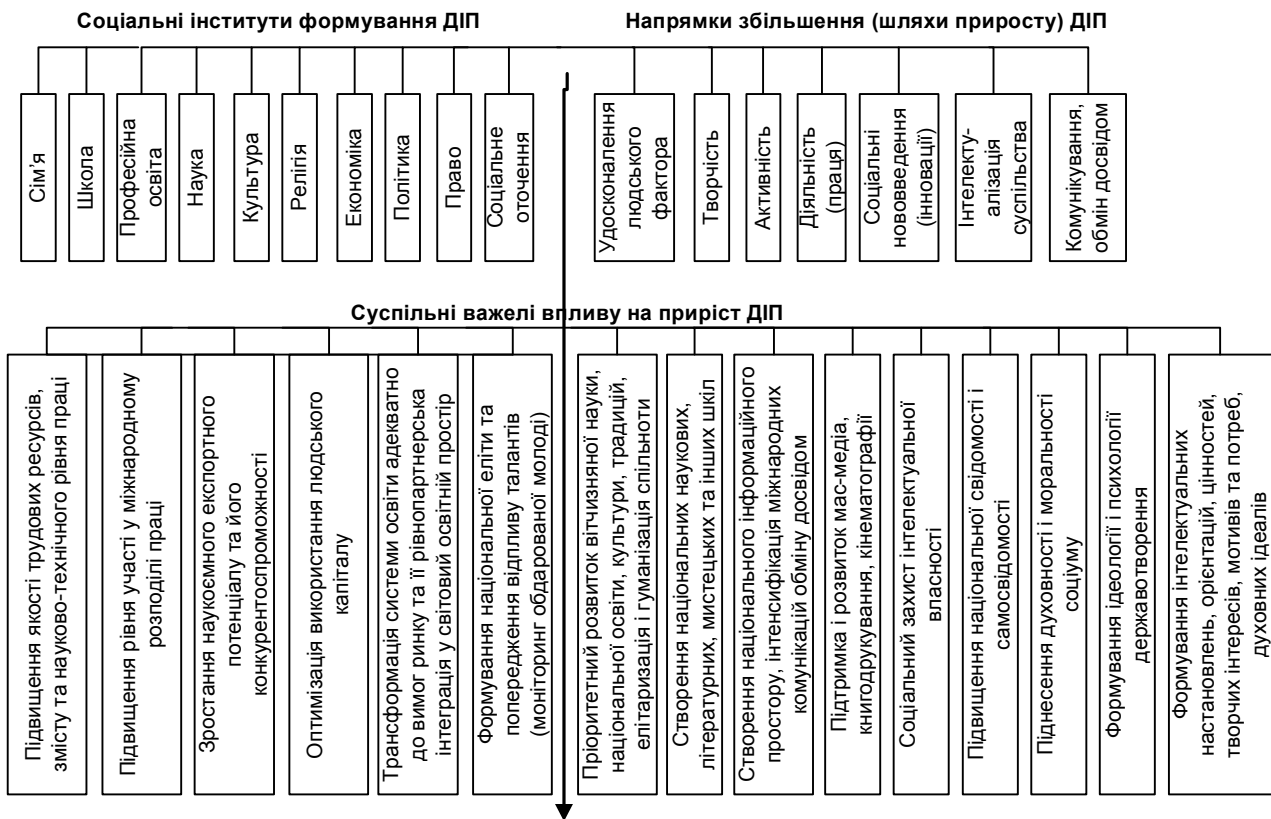 Соціальні інститути формування ДІП
Напрямки збільшення (шляхи приросту) ДІП
Сім’я
Школа
Професійна
освіта
Наука
Культура
Релігія
Економіка
Політика
Право
Соціальне
оточення
Удосконалення
людського
фактора
Творчість
Активність
Діяльність
(праця)
Соціальні
нововведення
(інновації)
Інтелекту-
алізація
суспільства
Комунікування,
обмін досвідом
Суспільні важелі впливу на приріст ДІП
Підвищення якості трудових ресурсів,
змісту та науково-технічного рівня праці
Підвищення рівня участі у міжнародному
розподілі праці
Зростання наукоємного експортного
потенціалу та його
конкурентоспроможності
Оптимізація використання людського
капіталу
Трансформація системи освіти адекватно
до вимог ринку та її рівнопартнерська
інтеграція у світовий освітній простір
Формування національної еліти та
попередження відпливу талантів
(моніторинг обдарованої молоді)
Пріоритетний розвиток вітчизняної науки,
національної освіти, культури, традицій,
елітаризація і гуманізація спільноти
Створення національних наукових,
літературних, мистецьких та інших шкіл
Створення національного інформаційного
простору, інтенсифікація міжнародних
комунікацій обміну досвідом
Підтримка і розвиток мас-медіа,
книгодрукування, кінематографії
Соціальний захист інтелектуальної
власності
Підвищення національної свідомості і
самосвідомості
Піднесення духовності і моральності
соціуму
Формування ідеології і психології
державотворення
Формування інтелектуальних
настановлень, орієнтацій, цінностей,
творчих інтересів, мотивів та потреб,
духовних ідеалів